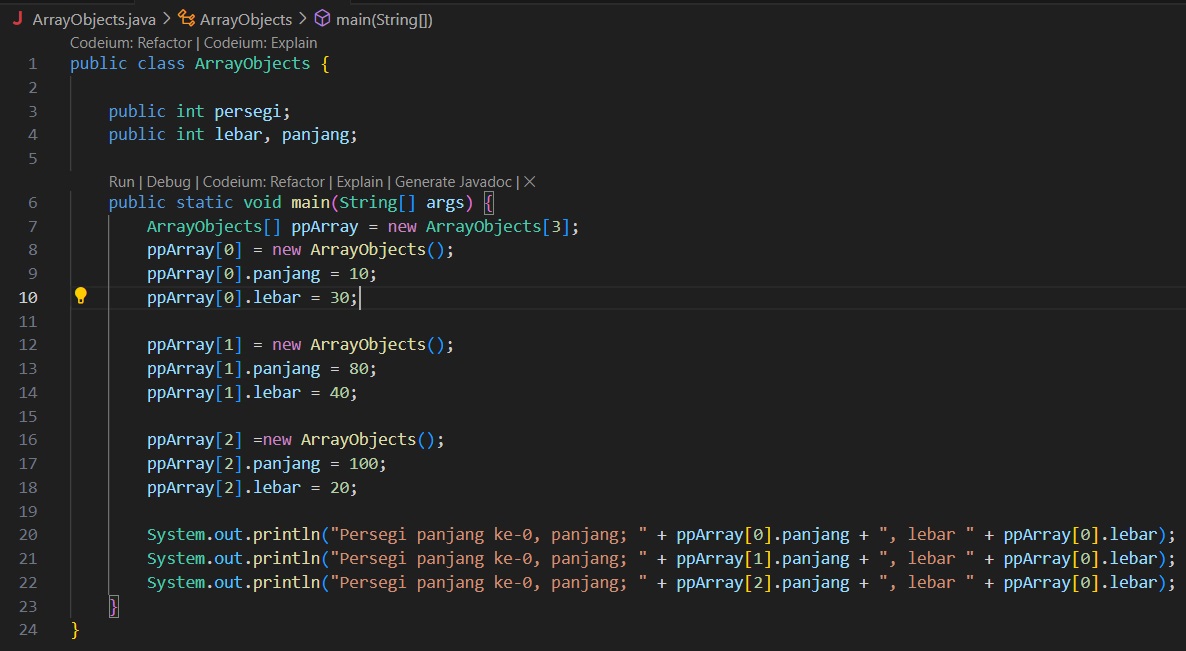 J ArrayObjects.java > ArrayObjects > main(String[])
Codeium: Refactor | Codeium: Explain
1 public class ArrayObjects {
2
3 public int persegi;
4 public int lebar, panjang;
5
Run | Debug | Codeium: Refactor | Explain | Generate Javadoc | ×
6 public static void main(String[] args) {
7 ArrayObjects[] ppArray = new ArrayObjects[3];
8 ppArray[0] = new ArrayObjects();
9 ppArray[0].panjang = 10;
10 ppArray[0].lebar = 30;
11
12 ppArray[1] = new ArrayObjects();
13 ppArray[1].panjang = 80;
14 ppArray[1].lebar = 40;
15
16 ppArray[2] =new ArrayObjects();
17 ppArray[2].panjang = 100;
18 ppArray[2].lebar = 20;
19
20 System.out.println("Persegi panjang ke-0, panjang; " + ppArray[0].panjang + ", lebar " + ppArray[0].lebar);
21 System.out.println("Persegi panjang ke-0, panjang; " + ppArray[1].panjang + ", lebar " + ppArray[0].lebar);
22 System.out.println("Persegi panjang ke-0, panjang; " + ppArray[2].panjang + ", lebar " + ppArray[0].lebar);
23 }
24 }